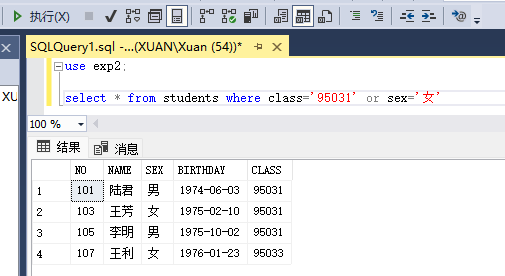 执行(X)
SQLQuery1.sql -...(XUAN\Xuan (54))*
XU
use exp2;
select * from students where class='95031' or sex='女'
100 %
结果 消息
NO NAME SEX BIRTHDAY CLASS
1 101 陆君 男 1974-06-03 95031
2 103 王芳 女 1975-02-10 95031
3 105 李明 男 1975-10-02 95031
4 107 王利 女 1976-01-23 95033